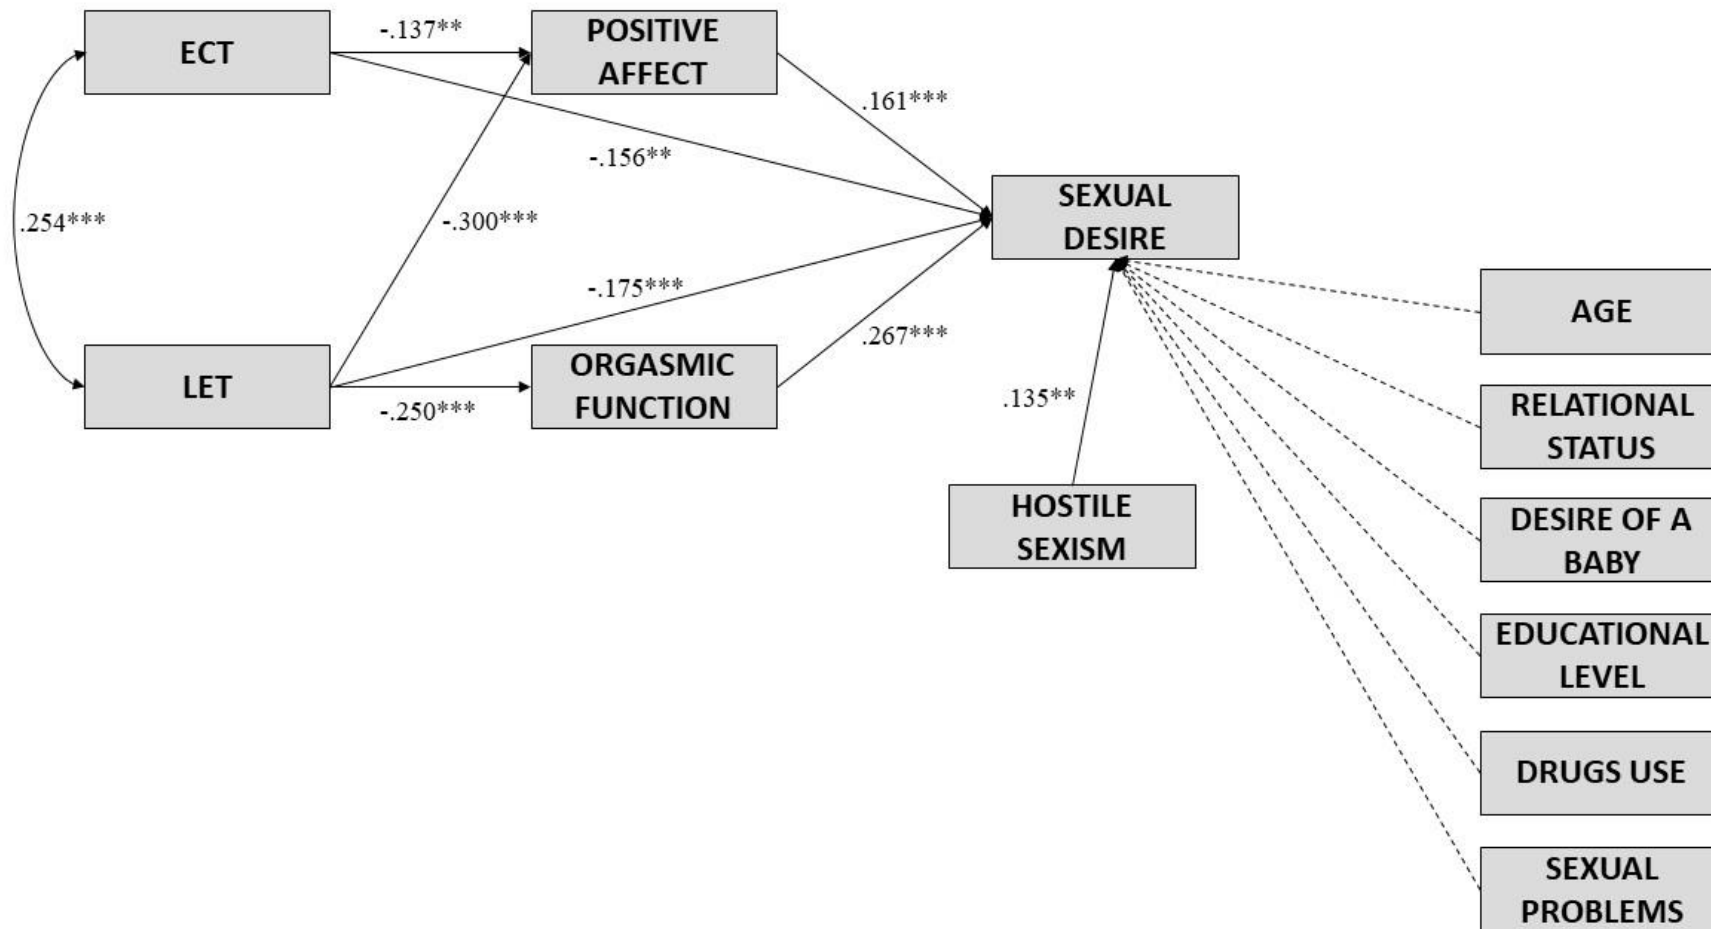 ECT
-.137**
POSITIVE
AFFECT
.161***
-.156**
.254***
-.300***
SEXUAL
DESIRE
-.175***
LET
-.250***
ORGASMIC
FUNCTION
.267***
.135**
HOSTILE
SEXISM
AGE
RELATIONAL
STATUS
DESIRE OF A
BABY
EDUCATIONAL
LEVEL
DRUGS USE
SEXUAL
PROBLEMS